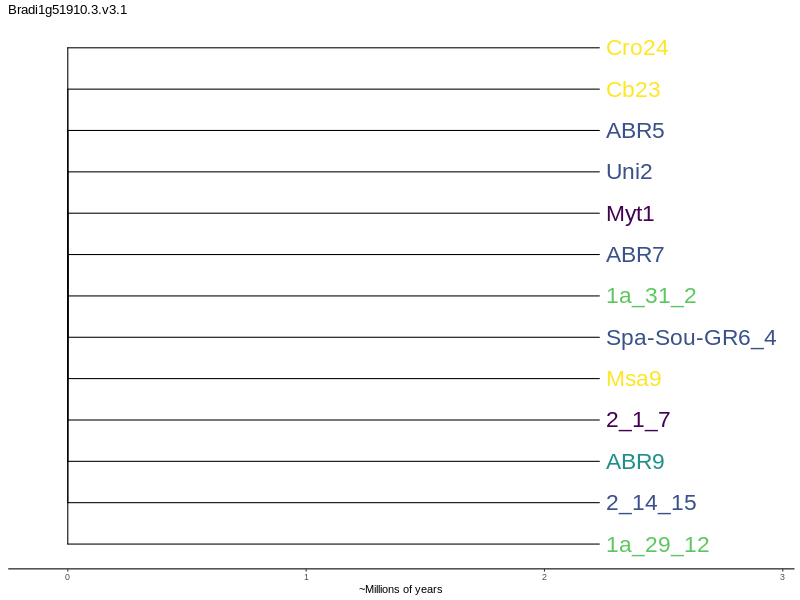 Bradi1g51910.3.v3.1
Cro24
Cb23
ABR5
Uni2
Myt1
ABR7
1a_31_2
Spa-Sou-GR6_4
Msa9
2_1_7
ABR9
2_14_15
1a_29_12
0 1 2 3
~Millions of years